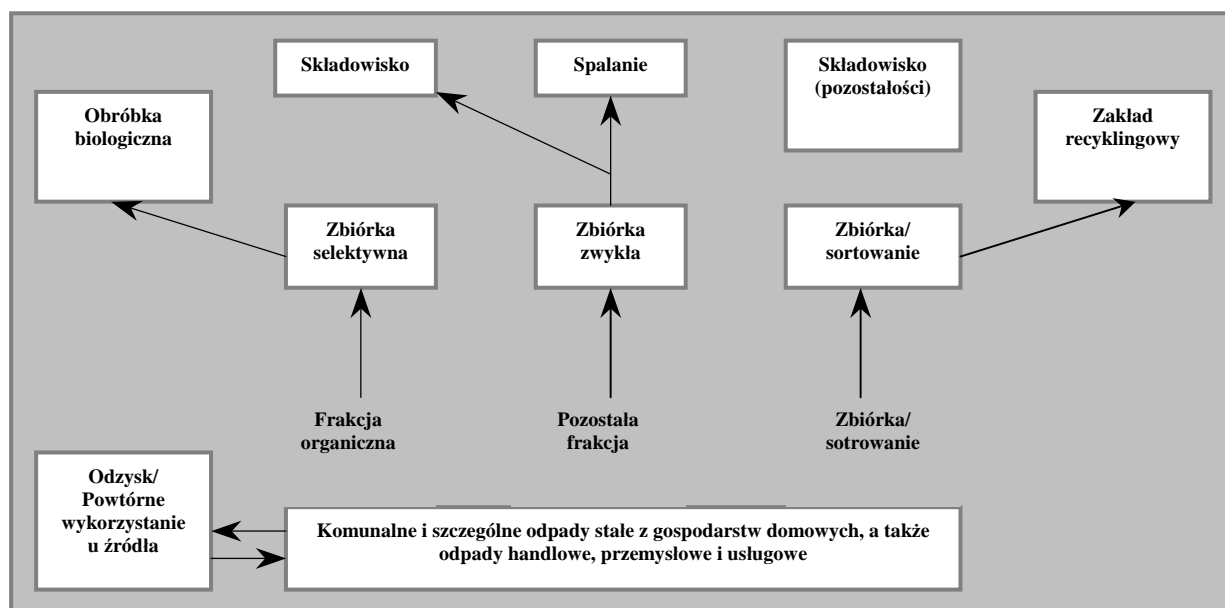 Składowisko
Spalanie
Składowisko
(pozostałości)
Obróbka
biologiczna
Zakład
recyklingowy
Zbiórka
selektywna
Zbiórka
zwykła
Zbiórka/
sortowanie
Frakcja
organiczna
Pozostała
frakcja
Zbiórka/
sotrowanie
Odzysk/
Powtórne
wykorzystanie
u źródła
Komunalne i szczególne odpady stałe z gospodarstw domowych, a także
odpady handlowe, przemysłowe i usługowe